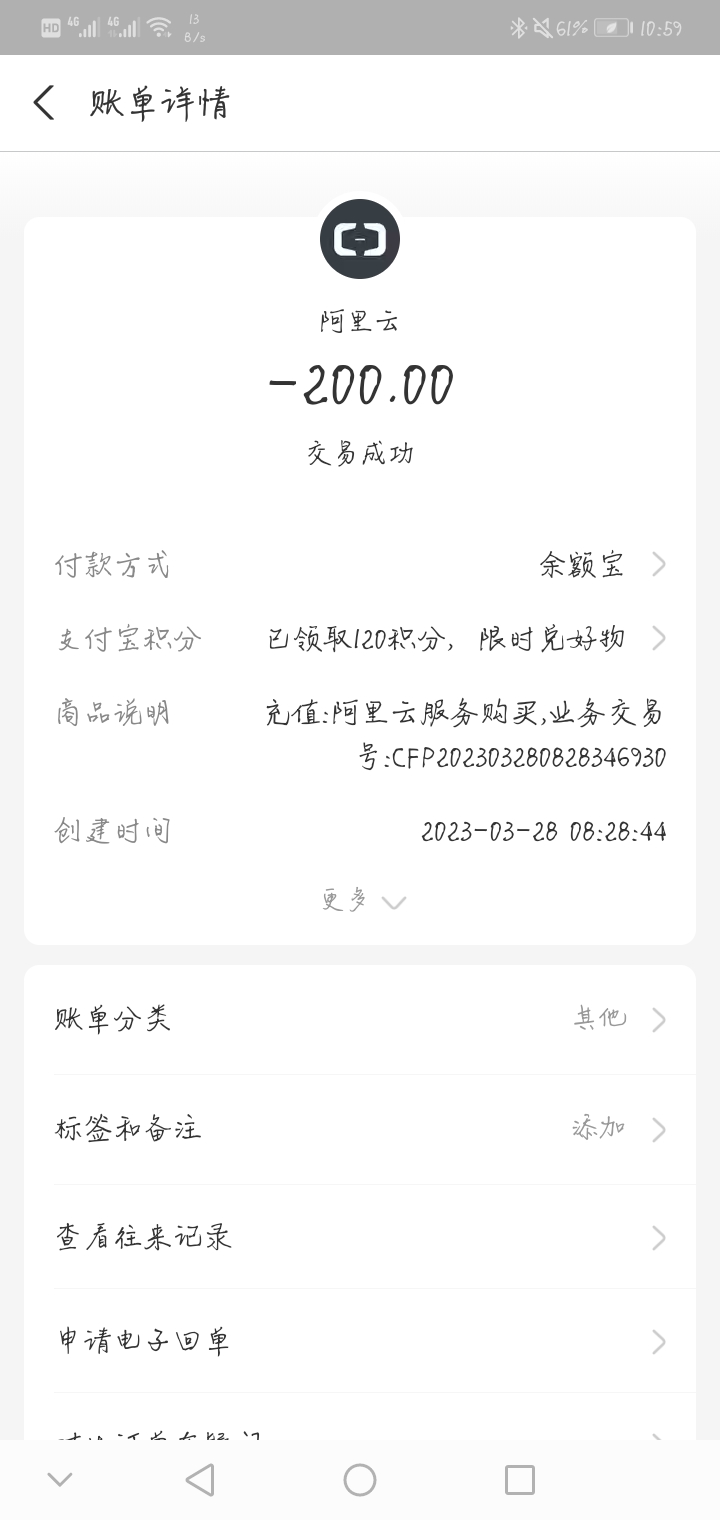 HD 4G 4G 13 B/s 61% 10:59
账单详情
阿里云
-200.00
交易成功
付款方式 余额宝
支付宝积分 已领取120积分, 限时兑好物
商品说明 充值:阿里云服务购买,业务交易
号:CFP202303280828346930
创建时间 2023-03-28 08:28:44
更多
账单分类 其他
标签和备注 添加
查看往来记录
申请电子回单